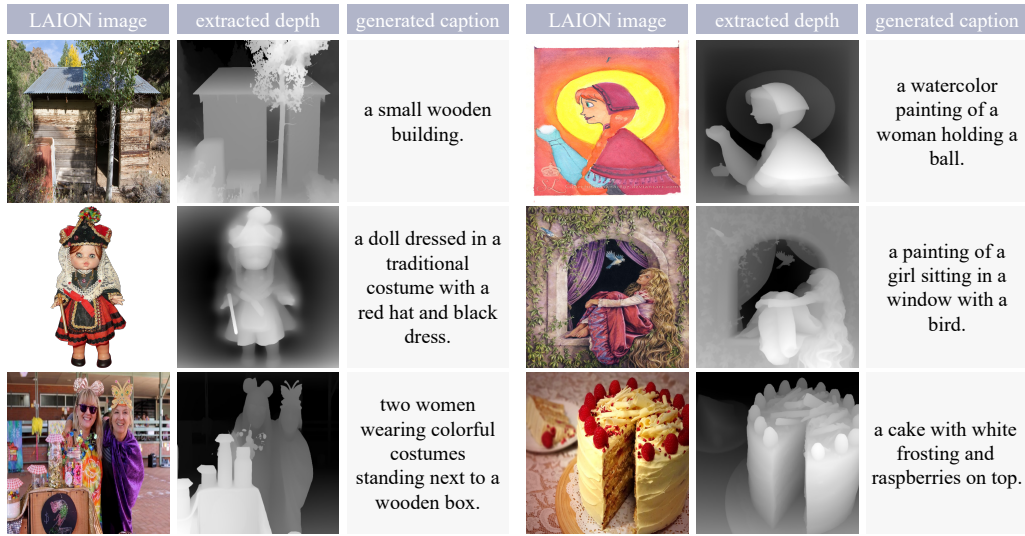 LAION image
extracted depth
generated caption
LAION image
extracted depth
generated caption
a small wooden
building.
a watercolor
painting of a
woman holding a
ball.
a doll dressed in a
traditional
costume with a
red hat and black
dress.
a painting of a
girl sitting in a
window with a
bird.
two women
wearing colorful
costumes
standing next to a
wooden box.
a cake with white
frosting and
raspberries on top.